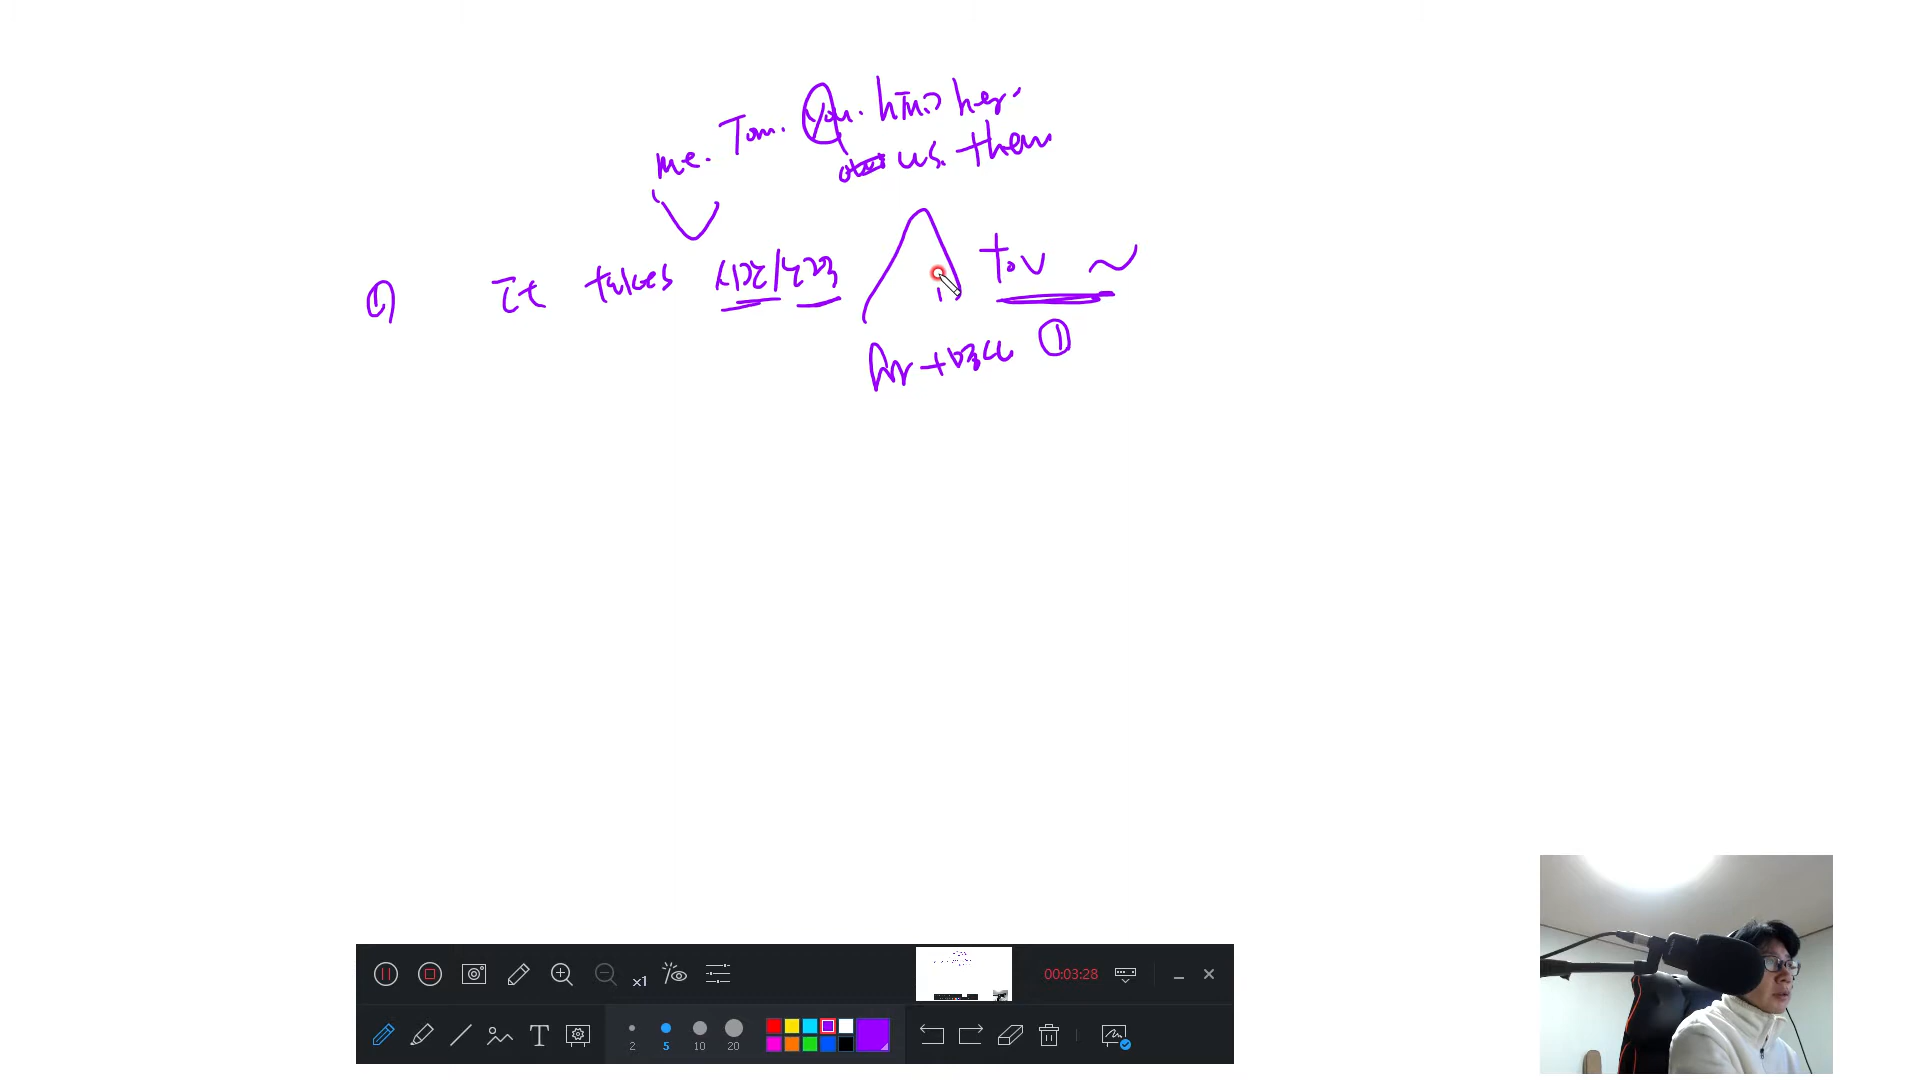 me. Tom. You. him. her.
us. them
① It takes 시간/노력 to v ~
for + 목적격 ①
x1
00:03:28
T
2 5 10 20